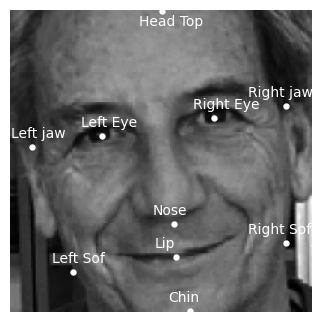 Head Top
Right jaw
Right Eye
Left Eye
Left jaw
Nose
Right Sof
Lip
Left Sof
Chin